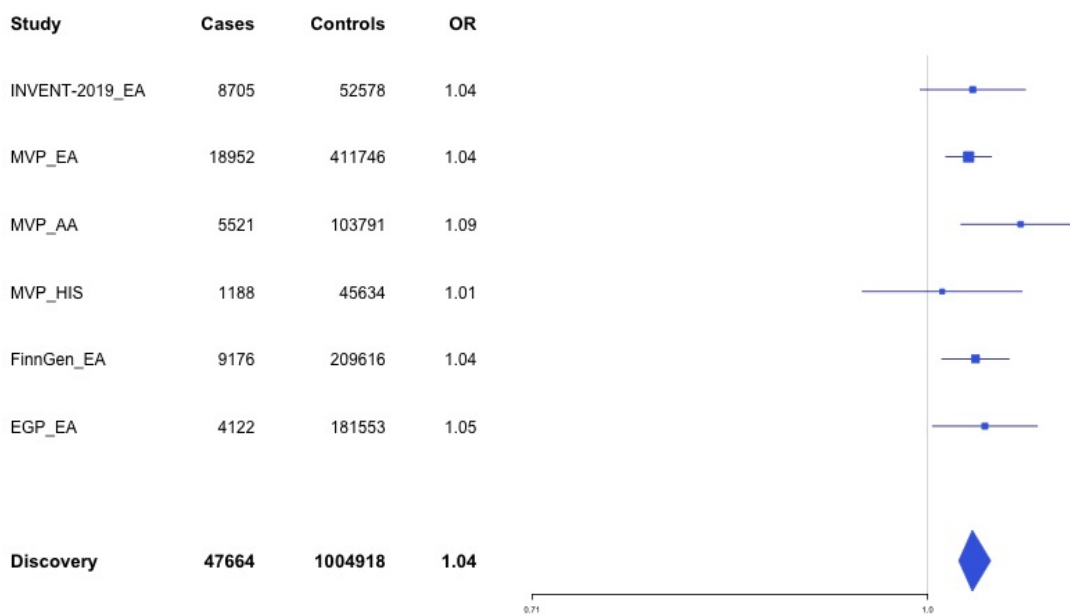 Study Cases Controls OR
INVENT-2019_EA 8705 52578 1.04
MVP_EA 18952 411746 1.04
MVP_AA 5521 103791 1.09
MVP_HIS 1188 45634 1.01
FinnGen_EA 9176 209616 1.04
EGP_EA 4122 181553 1.05
Discovery 47664 1004918 1.04
0.71 1.0